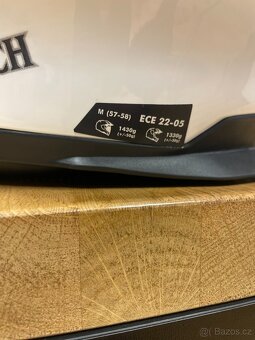 CH
M (57-58) ECE 22-05
1430g 1330g
(+/-50g) (+/-50g)
Bazos.cz